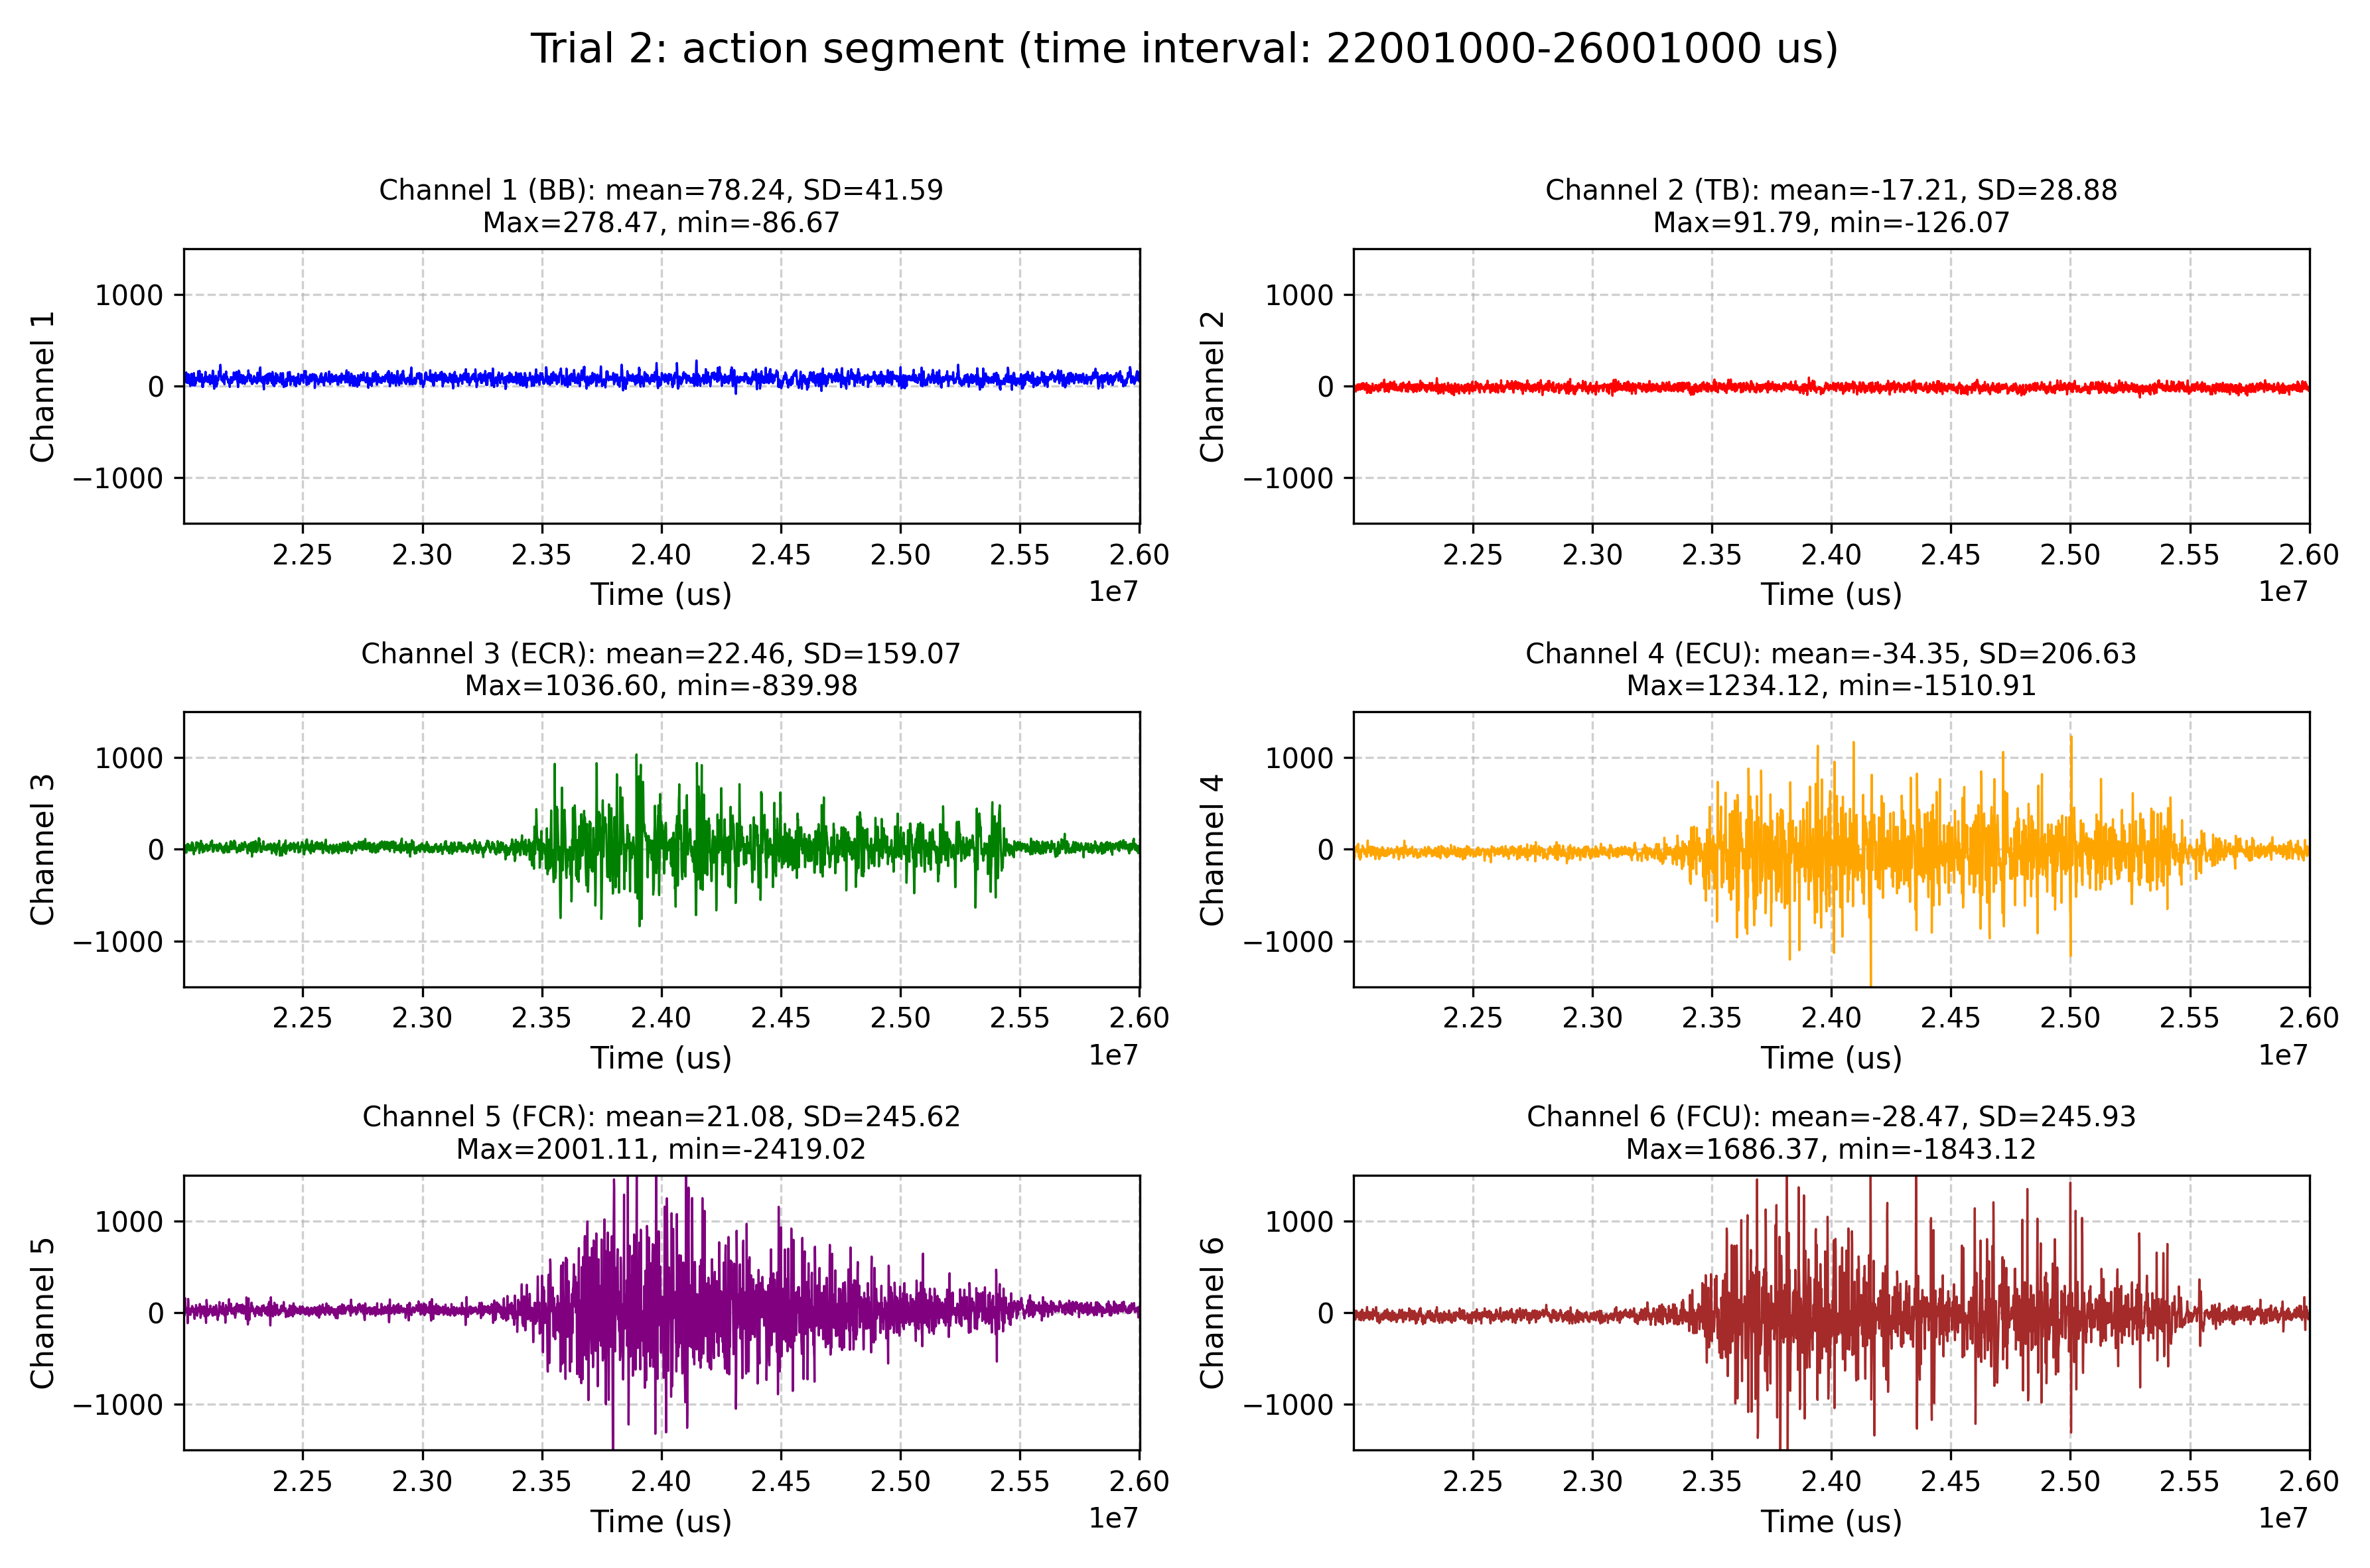 Trial 2: action segment (time interval: 22001000-26001000 us)
Channel 1 (BB): mean=78.24, SD=41.59
Max=278.47, min=-86.67
1000
0
−1000
Channel 1
2.25 2.30 2.35 2.40 2.45 2.50 2.55 2.60
Time (us)
1e7
Channel 2 (TB): mean=-17.21, SD=28.88
Max=91.79, min=-126.07
1000
0
−1000
Channel 2
2.25 2.30 2.35 2.40 2.45 2.50 2.55 2.60
Time (us)
1e7
Channel 3 (ECR): mean=22.46, SD=159.07
Max=1036.60, min=-839.98
1000
0
−1000
Channel 3
2.25 2.30 2.35 2.40 2.45 2.50 2.55 2.60
Time (us)
1e7
Channel 4 (ECU): mean=-34.35, SD=206.63
Max=1234.12, min=-1510.91
1000
0
−1000
Channel 4
2.25 2.30 2.35 2.40 2.45 2.50 2.55 2.60
Time (us)
1e7
Channel 5 (FCR): mean=21.08, SD=245.62
Max=2001.11, min=-2419.02
1000
0
−1000
Channel 5
2.25 2.30 2.35 2.40 2.45 2.50 2.55 2.60
Time (us)
1e7
Channel 6 (FCU): mean=-28.47, SD=245.93
Max=1686.37, min=-1843.12
1000
0
−1000
Channel 6
2.25 2.30 2.35 2.40 2.45 2.50 2.55 2.60
Time (us)
1e7